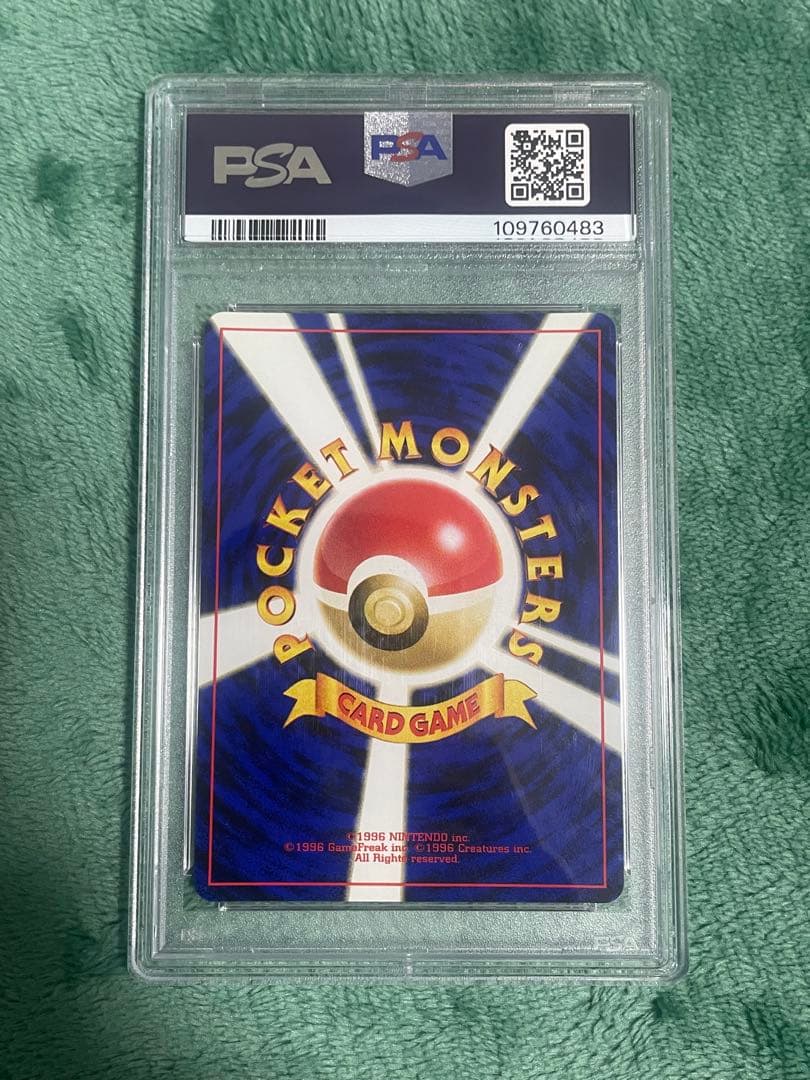 PSA
PSA
109760483
POCKET MONSTERS
CARD GAME
©1996 NINTENDO inc.
©1996 GameFreak inc. ©1996 Creatures inc.
All Rights reserved.
PSA